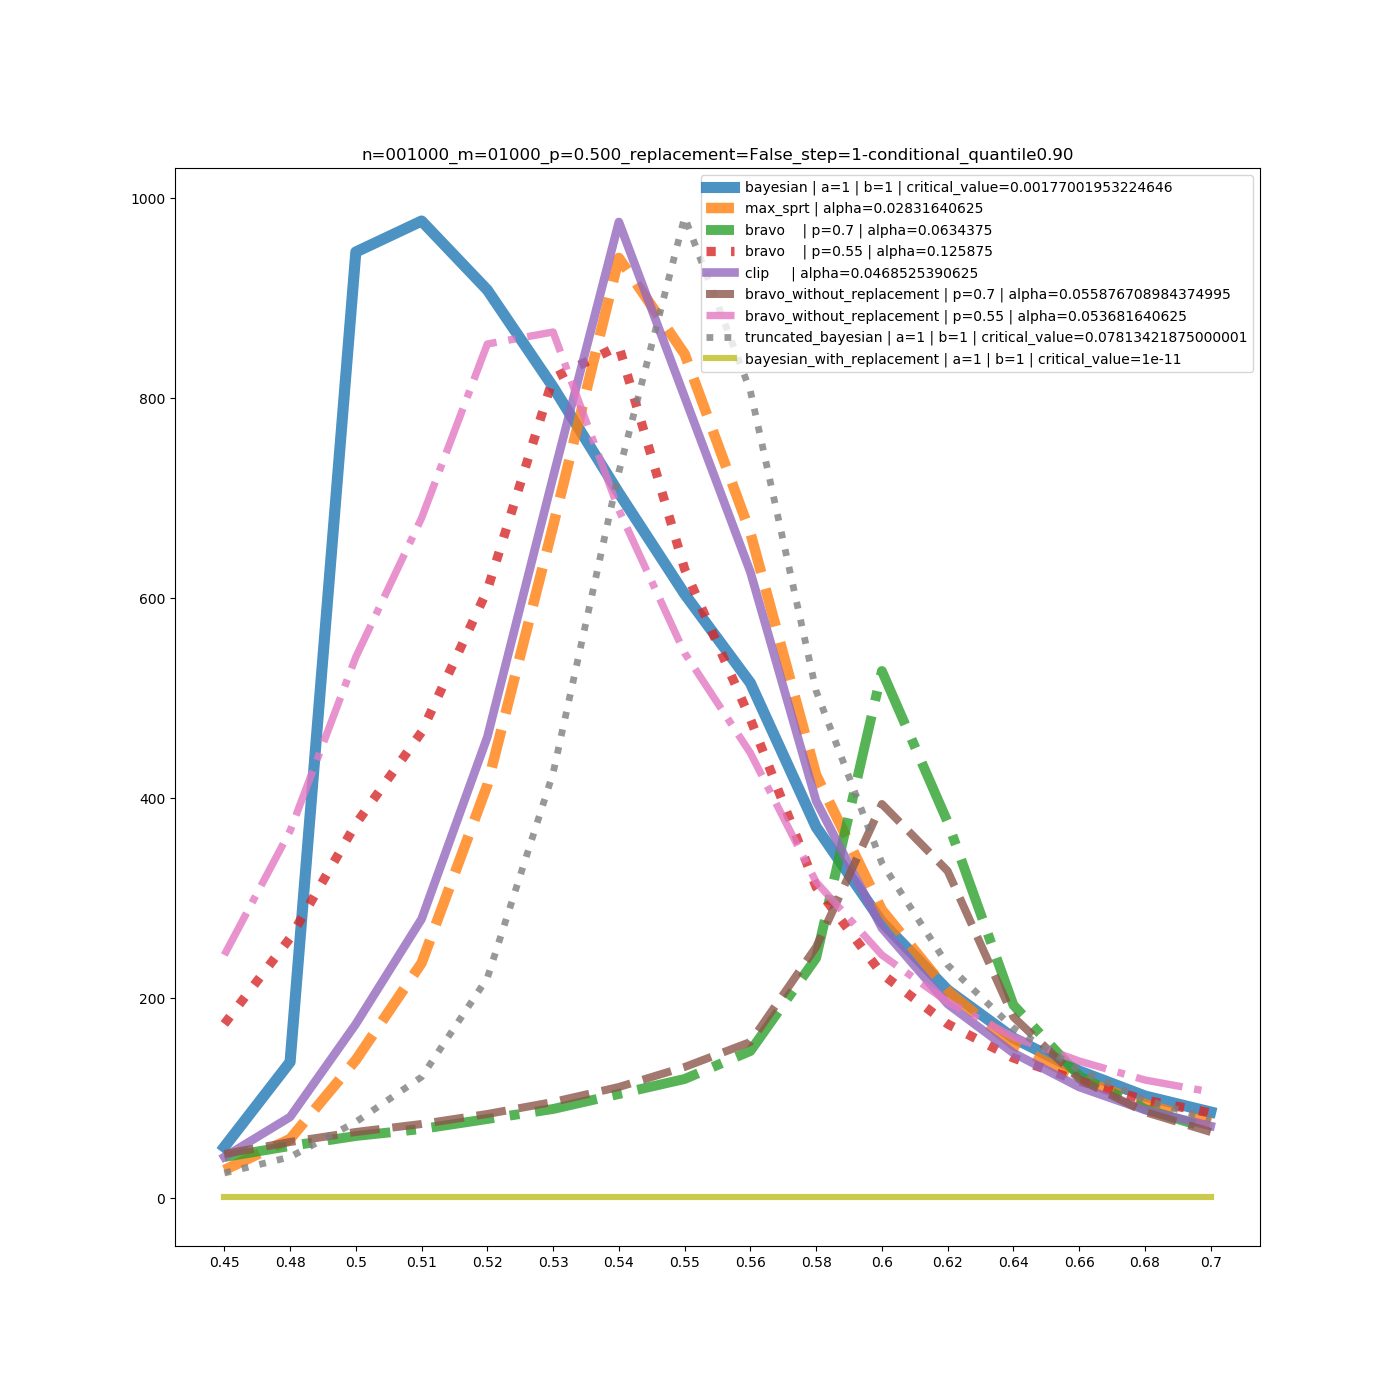 n=001000_m=01000_p=0.500_replacement=False_step=1-conditional_quantile0.90
bayesian | a=1 | b=1 | critical_value=0.00177001953224646
max_sprt | alpha=0.02831640625
bravo    | p=0.7 | alpha=0.0634375
bravo    | p=0.55 | alpha=0.125875
clip     | alpha=0.0468525390625
bravo_without_replacement | p=0.7 | alpha=0.055876708984374995
bravo_without_replacement | p=0.55 | alpha=0.053681640625
truncated_bayesian | a=1 | b=1 | critical_value=0.07813421875000001
bayesian_with_replacement | a=1 | b=1 | critical_value=1e-11
1000
800
600
400
200
0
0.45 0.48 0.5 0.51 0.52 0.53 0.54 0.55 0.56 0.58 0.6 0.62 0.64 0.66 0.68 0.7